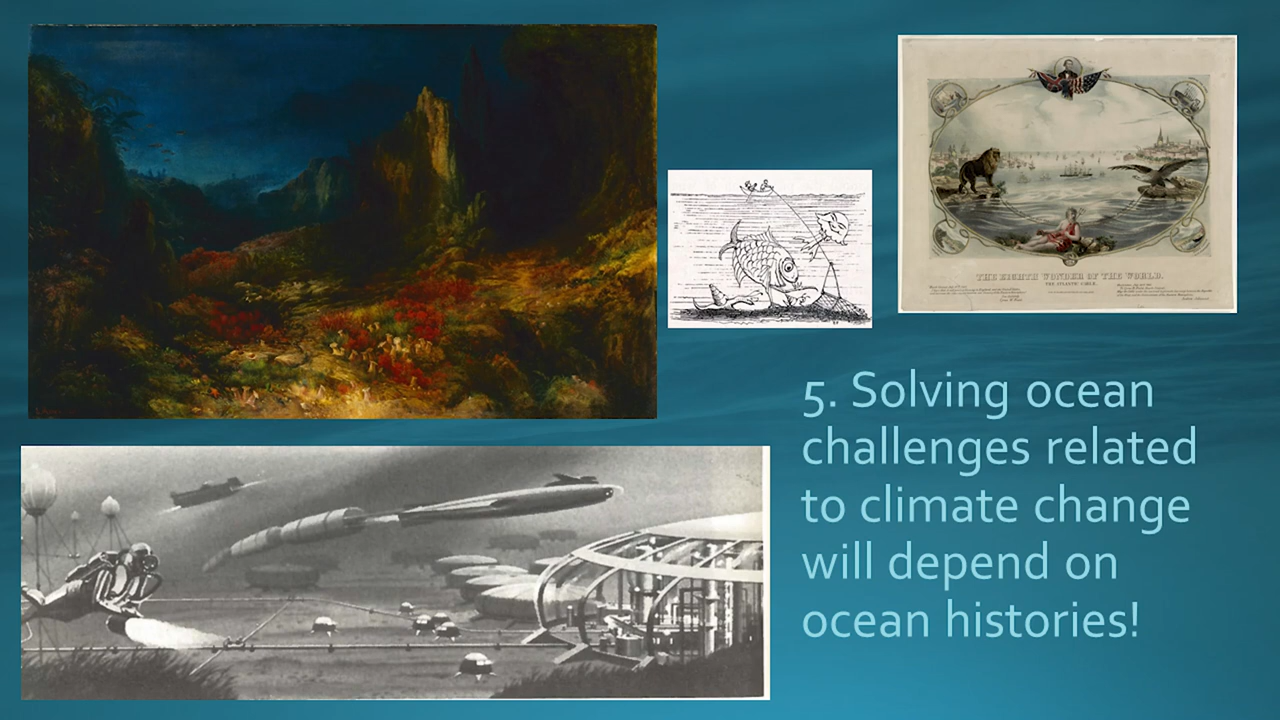 THE EIGHTH WONDER OF THE WORLD.
THE ATLANTIC CABLE.
5. Solving ocean
challenges related
to climate change
will depend on
ocean histories!